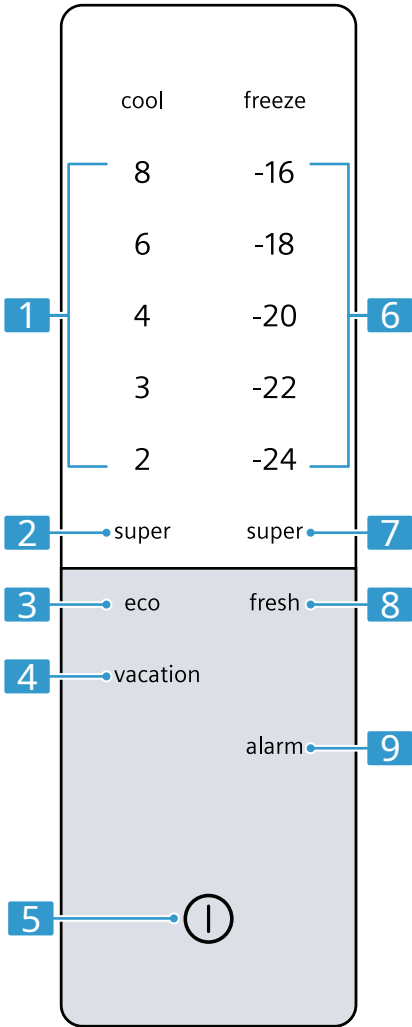 cool freeze
8 -16
6 -18
1 4 -20 6
3 -22
2 -24
2 super super 7
3 eco fresh 8
4 vacation
alarm 9
5